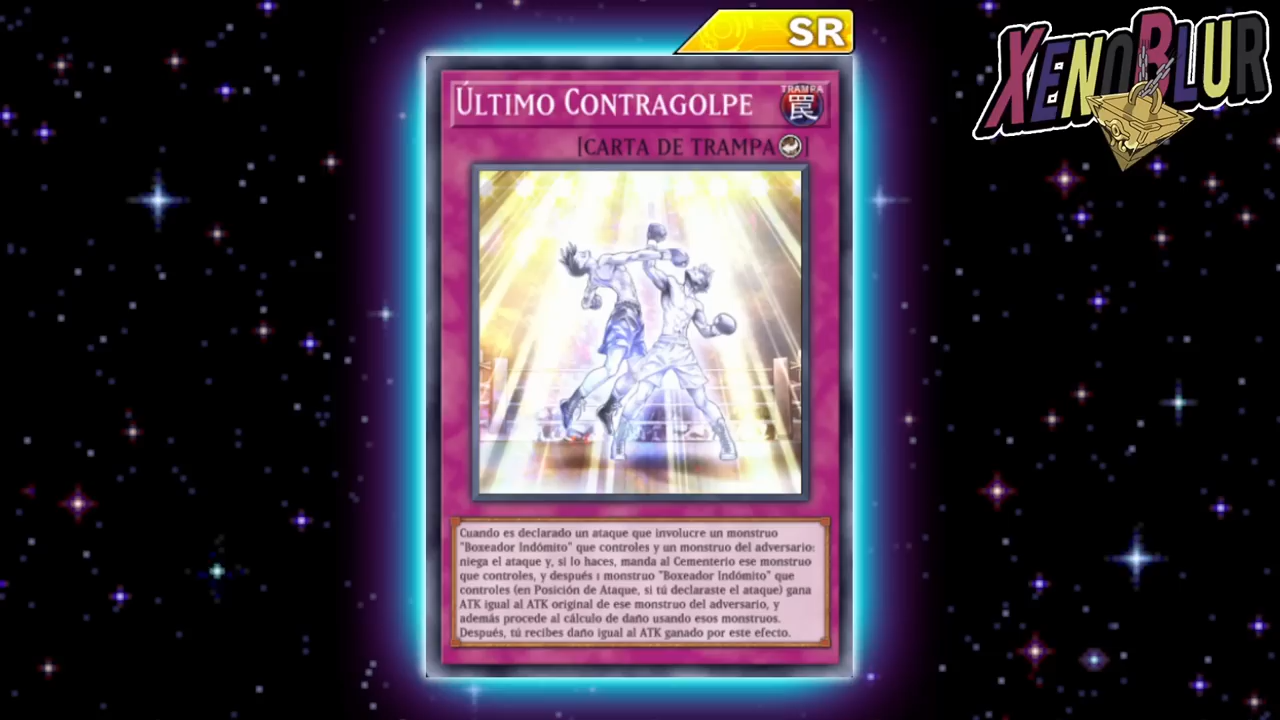 SR
XENOBLUR
ÚLTIMO CONTRAGOLPE
TRAMPA
罠
[CARTA DE TRAMPA]
Cuando es declarado un ataque que involucre un monstruo
"Boxeador Indómito" que controles y un monstruo del adversario:
niega el ataque y, si lo haces, manda al Cementerio ese monstruo
que controles, y después 1 monstruo "Boxeador Indómito" que
controles (en Posición de Ataque, si tú declaraste el ataque) gana
ATK igual al ATK original de ese monstruo del adversario, y
además procede al cálculo de daño usando esos monstruos.
Después, tú recibes daño igual al ATK ganado por este efecto.